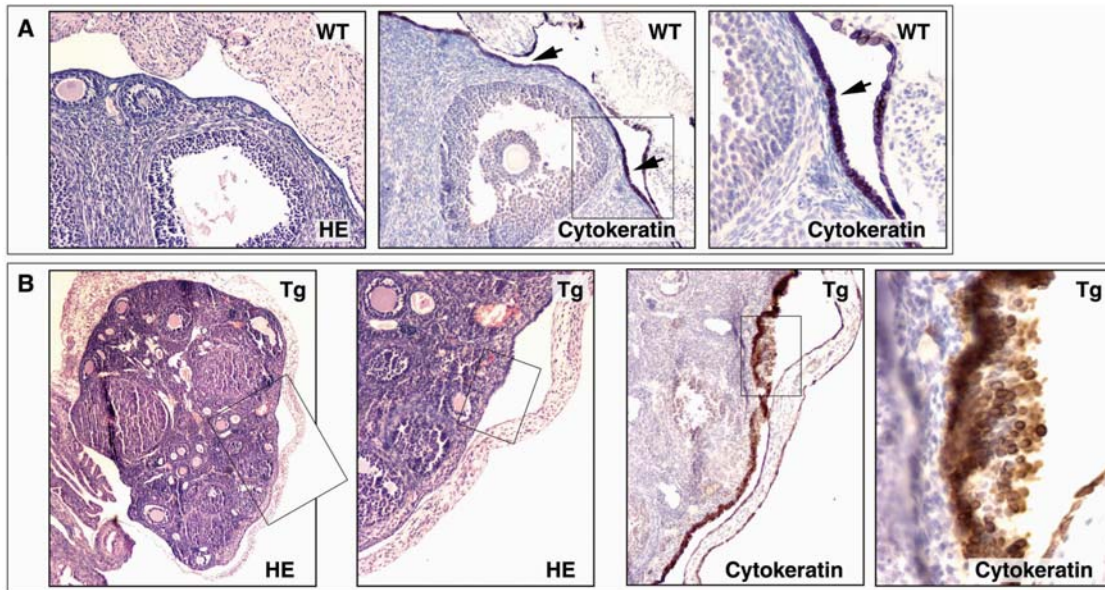 A
WT
HE
WT
Cytokeratin
WT
Cytokeratin
B
Tg
HE
Tg
HE
Tg
Cytokeratin
Tg
Cytokeratin